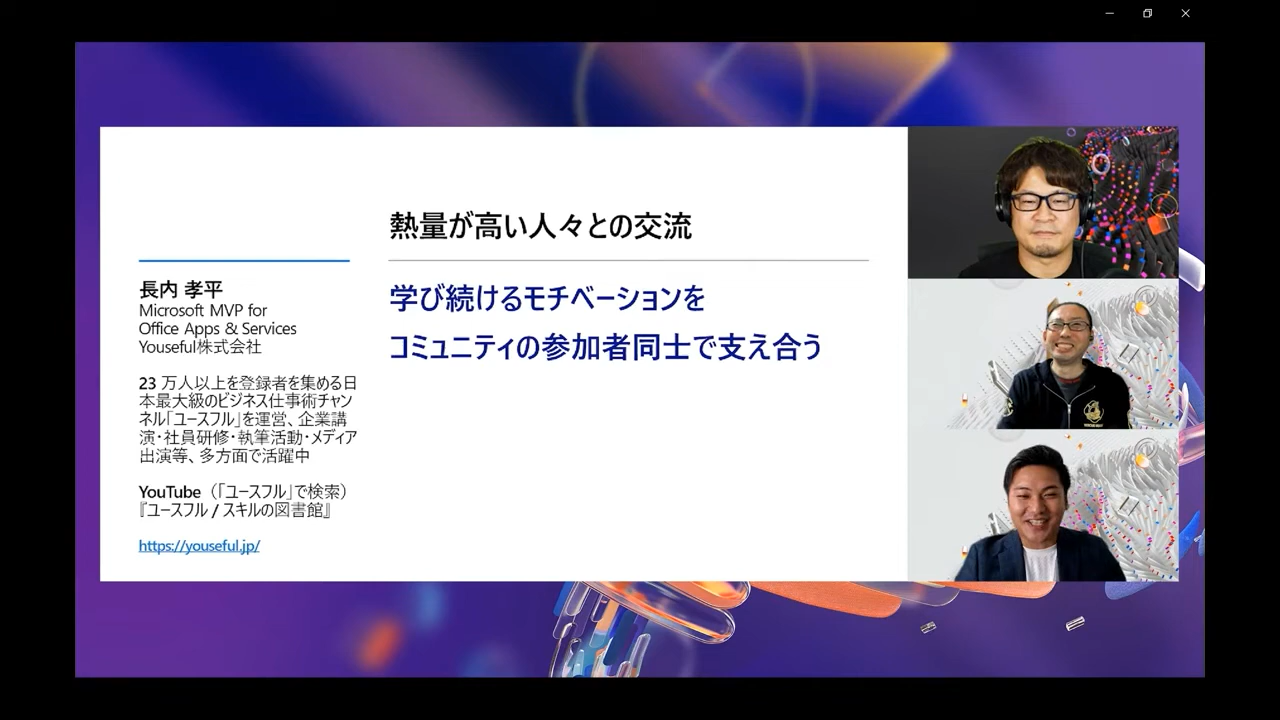 熱量が高い人々との交流
学び続けるモチベーションを
コミュニティの参加者同士で支え合う
長内 孝平
Microsoft MVP for
Office Apps & Services
Youseful株式会社
23 万人以上を登録者を集める日
本最大級のビジネス仕事術チャン
ネル「ユースフル」を運営、企業講
演・社員研修・執筆活動・メディア
出演等、多方面で活躍中
YouTube（「ユースフル」で検索）
『ユースフル / スキルの図書館』
https://youseful.jp/